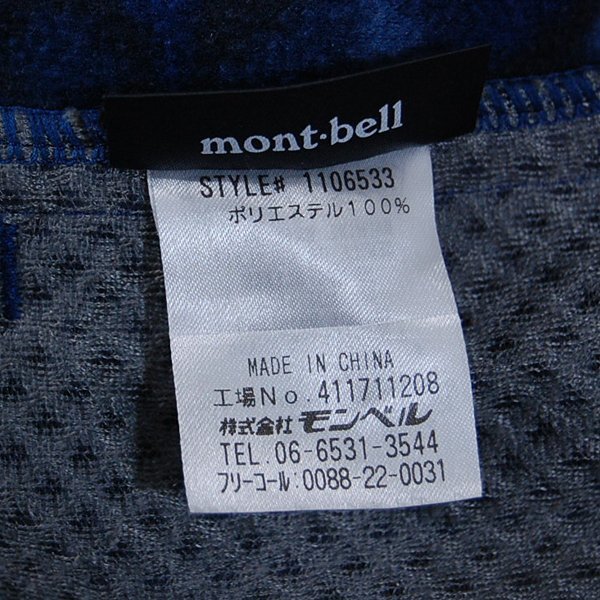 mont·bell
STYLE# 1106533
ポリエステル100%
MADE IN CHINA
工場No.411711208
株式会社モンベル
TEL.06-6531-3544
フリーコール:0088-22-0031